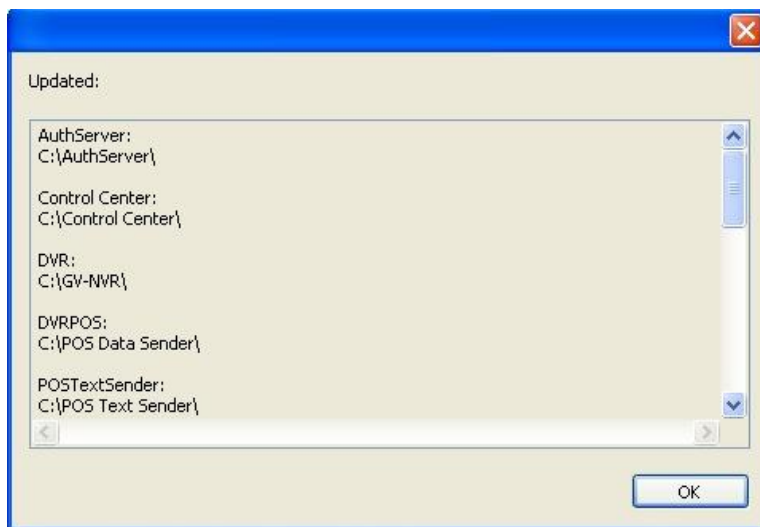 Updated:
AuthServer:
C:\AuthServer\
Control Center:
C:\Control Center\
DVR:
C:\GV-NVR\
DVRPOS:
C:\POS Data Sender\
POSTextSender:
C:\POS Text Sender\
OK